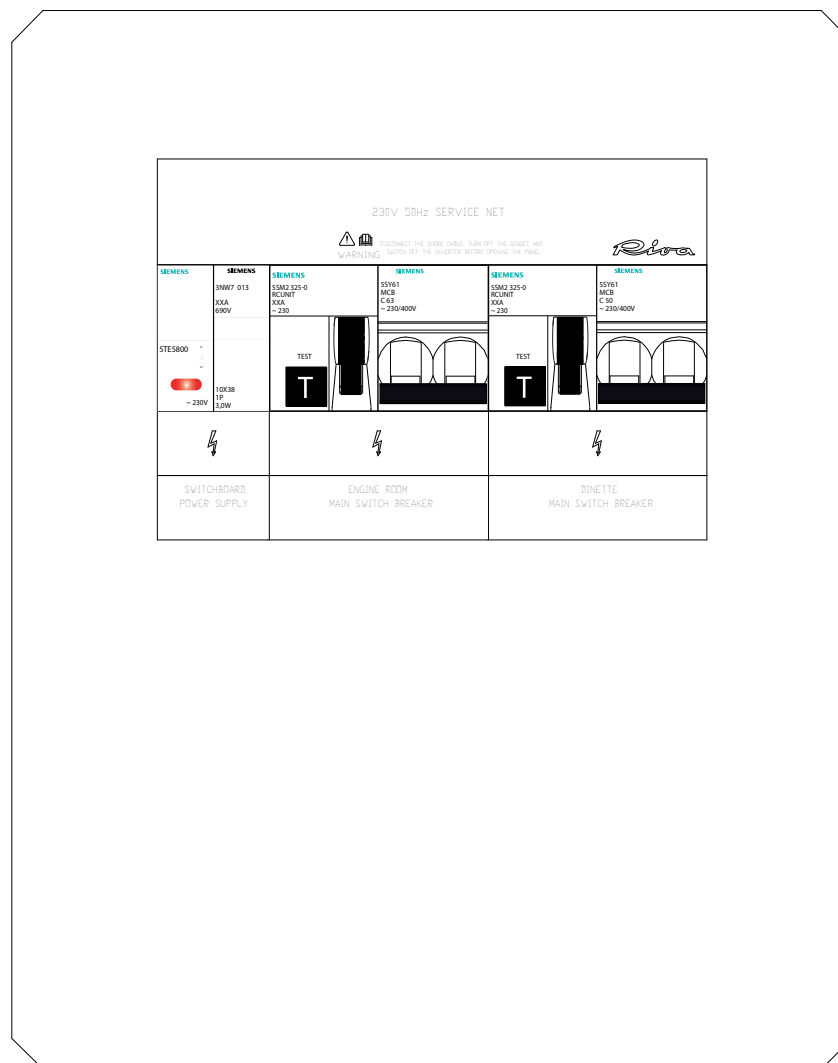 230V 50Hz SERVICE NET
WARNING
DISCONNECT THE SHORE CABLE, TURN OFF THE GENSET AND
SWITCH OFF THE INVERTER BEFORE OPENING THE PANEL
Riva
SIEMENS
5TE5800
~ 230V
SIEMENS
3NW7 013
XXA
690V
10X38
1P
3,0W
SIEMENS
5SM2 325-0
RCUNIT
XXA
~ 230
TEST
T
SIEMENS
5SY61
MCB
C 63
~ 230/400V
SIEMENS
5SM2 325-0
RCUNIT
XXA
~ 230
TEST
T
SIEMENS
5SY61
MCB
C 50
~ 230/400V
SWITCHBOARD
POWER SUPPLY
ENGINE ROOM
MAIN SWITCH BREAKER
DINETTE
MAIN SWITCH BREAKER